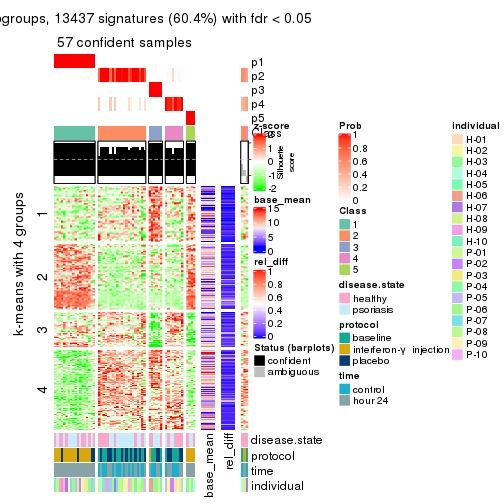 ogroups, 13437 signatures (60.4%) with fdr < 0.05
57 confident samples
p1
p2
p3
p4
p5
Class
Silhouette score
k-means with 4 groups
1
2
3
4
z-score
2
-2
base_mean
15
10
5
0
rel_diff
1
0.8
0.6
0.4
0.2
0
Status (barplots)
confident
ambiguous
Prob
1
0.8
0.6
0.4
0.2
0
Class
1
2
3
4
5
disease.state
healthy
psoriasis
protocol
baseline
interferon-γ injection
placebo
time
control
hour 24
individual
H-01
H-02
H-03
H-04
H-05
H-06
H-07
H-08
H-09
H-10
P-01
P-02
P-03
P-04
P-05
P-06
P-07
P-08
P-09
P-10
disease.state
protocol
time
individual
base_mean
rel_diff